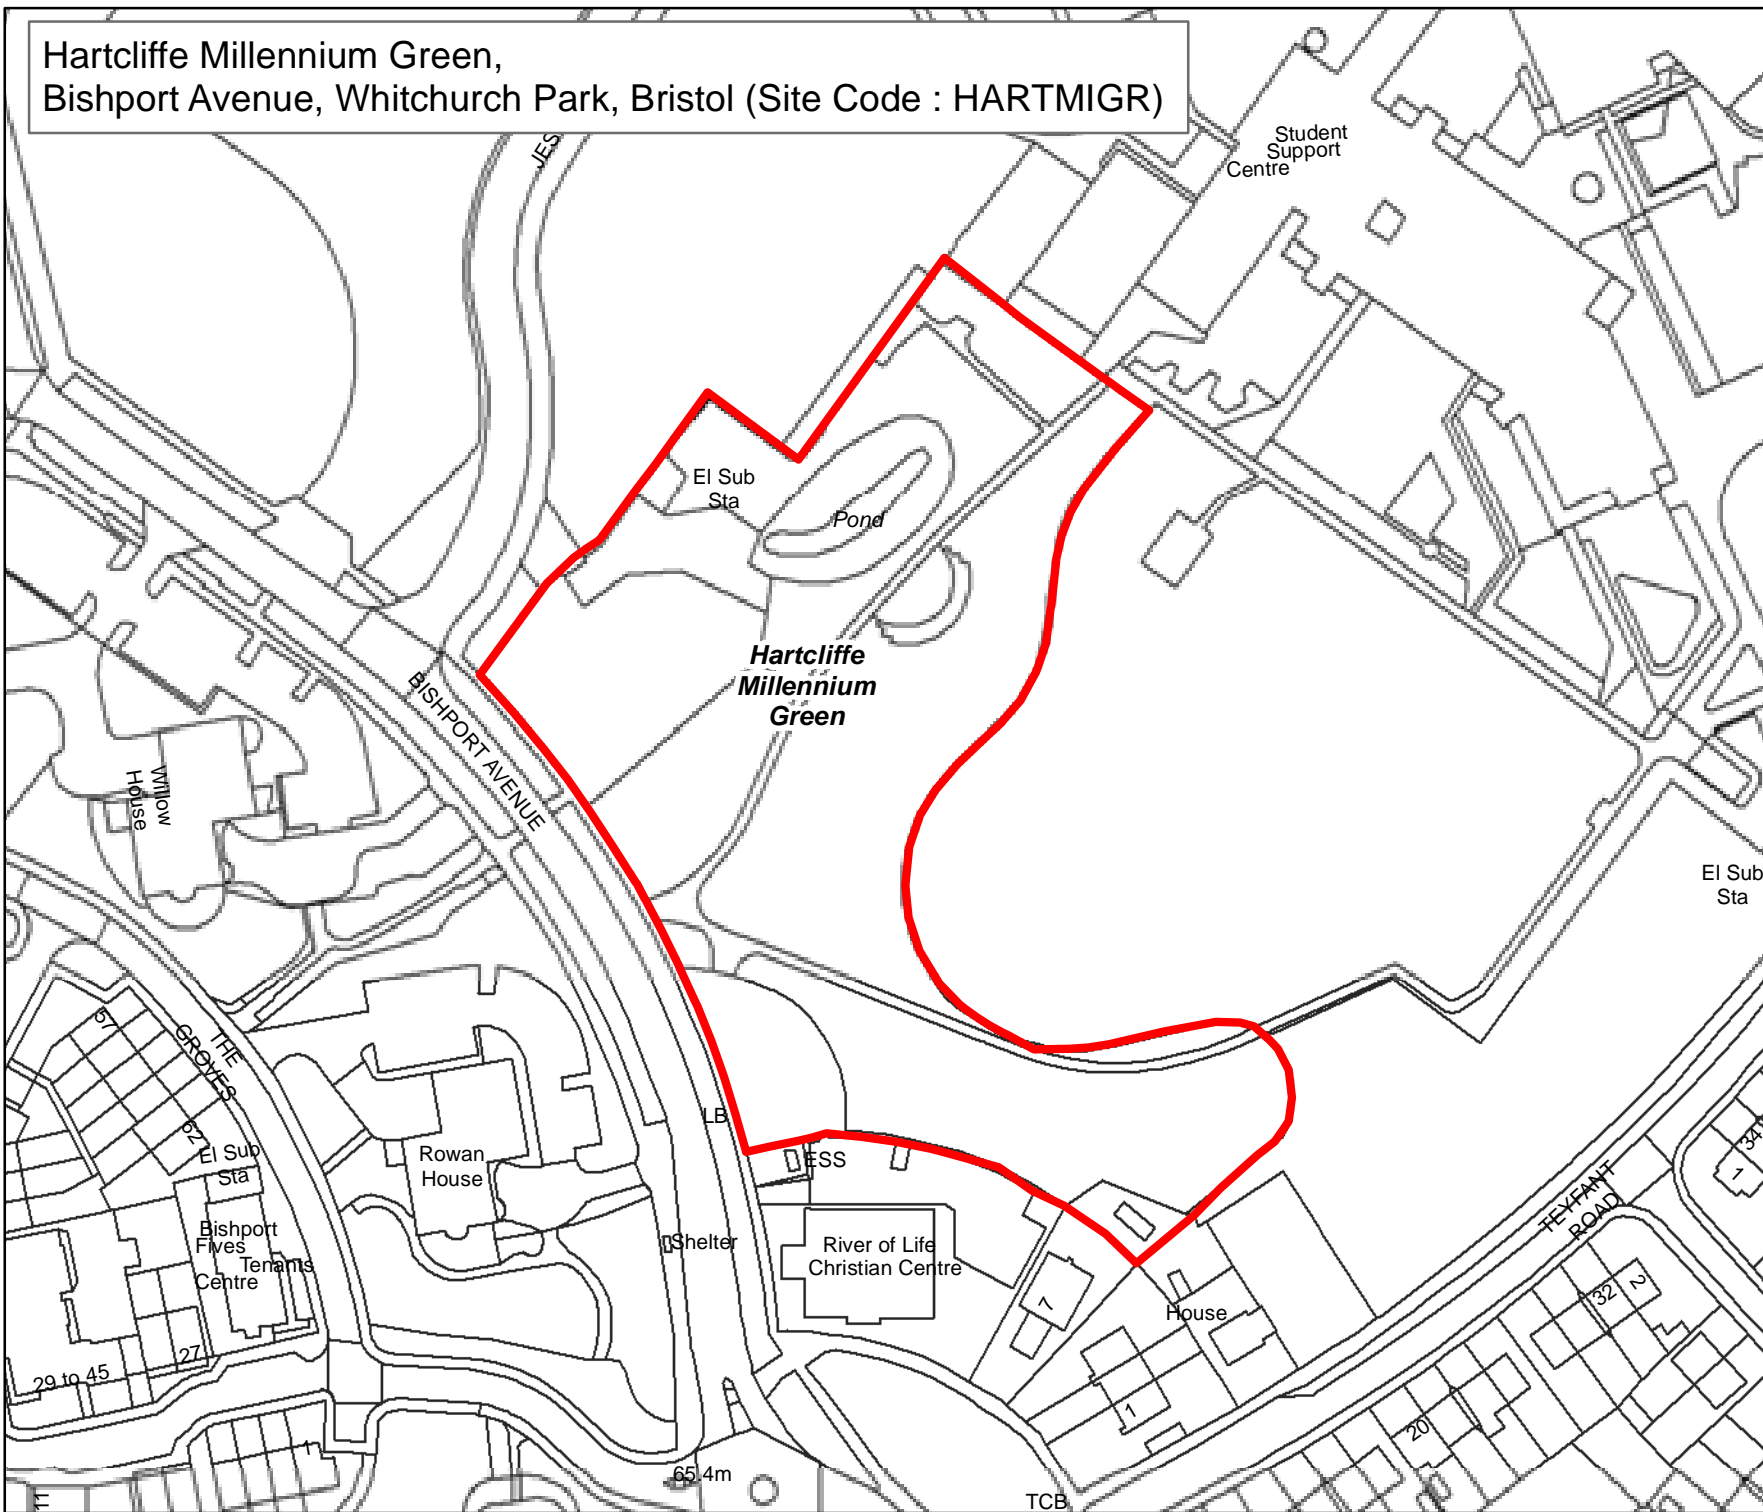 Hartcliffe Millennium Green,
Bishport Avenue, Whitchurch Park, Bristol (Site Code : HARTMIGR)
JES
Student
Support
Centre
El Sub
Sta
Pond
Hartcliffe
Millennium
Green
BISHPORT AVENUE
Willow
House
El Sub
Sta
57
THE
GROVES
62
El Sub
Sta
Rowan
House
LB
ESS
Bishport
Fives
Tenants
Centre
Shelter
River of Life
Christian Centre
7
House
TEYFANT
ROAD
34
1
32
2
27
29 to 45
1
20
1
65.4m
11
TCB